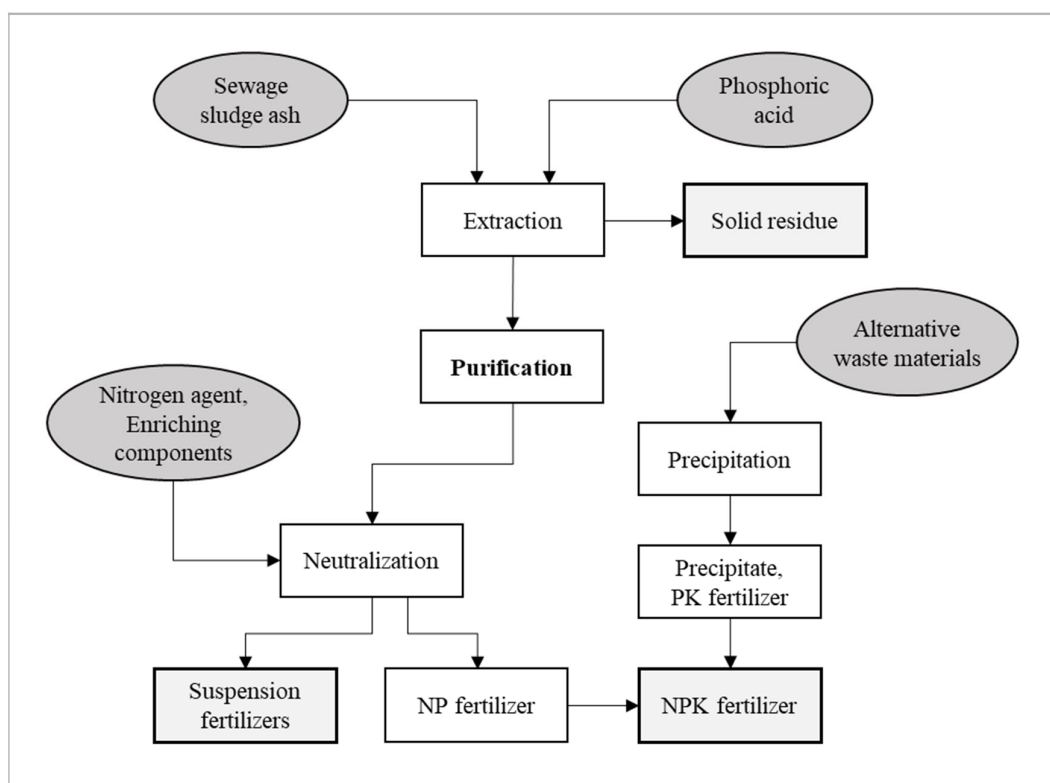 Sewage
sludge ash
Phosphoric
acid
Extraction
Solid residue
Purification
Alternative
waste materials
Nitrogen agent,
Enriching
components
Precipitation
Neutralization
Precipitate,
PK fertilizer
Suspension
fertilizers
NP fertilizer
NPK fertilizer